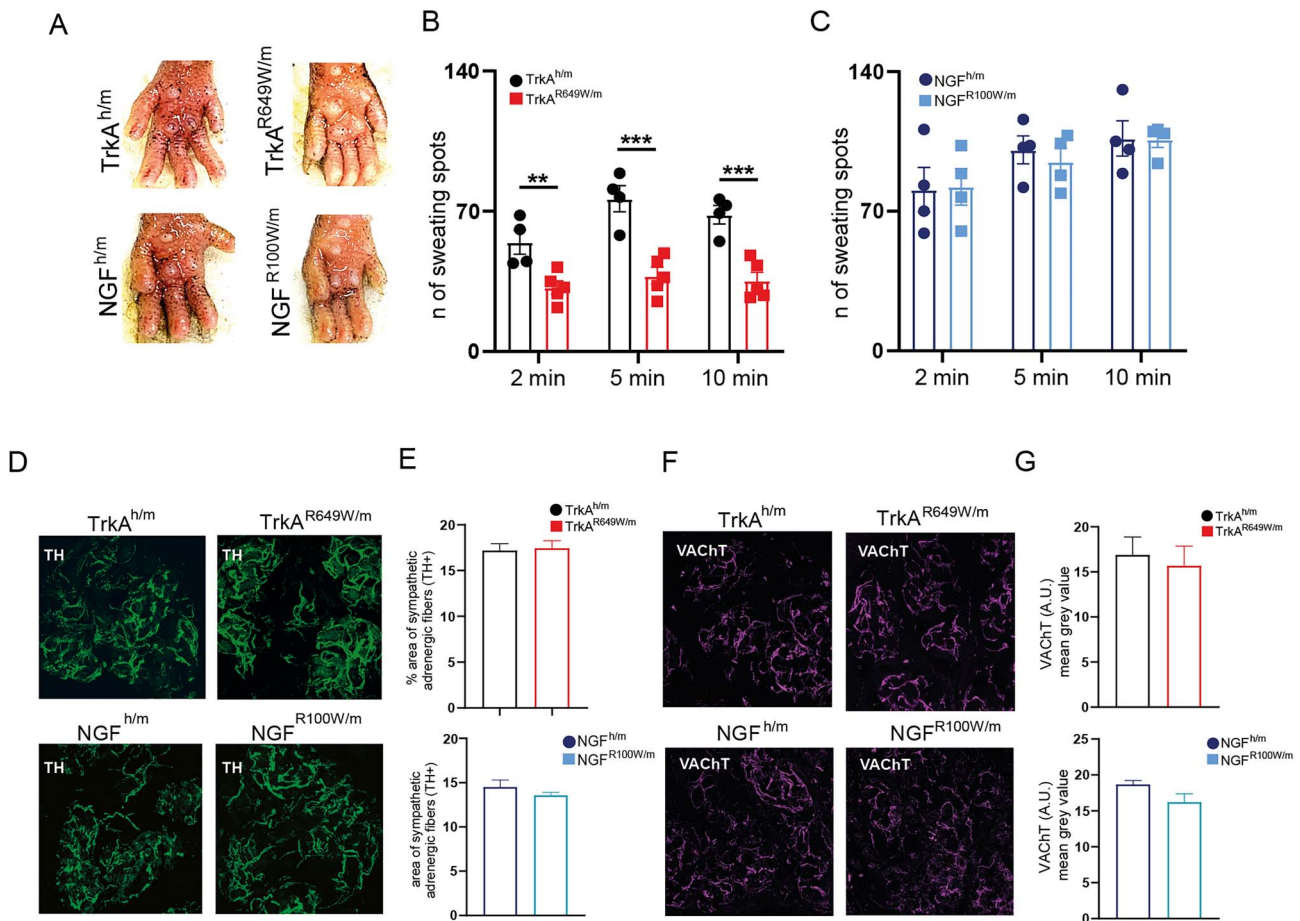 A
TrkA h/m
TrkA R649W/m
NGF h/m
NGF R100W/m
B
TrkA h/m
TrkA R649W/m
n of sweating spots
140
70
0
**
***
***
2 min
5 min
10 min
C
NGF h/m
NGF R100W/m
n of sweating spots
140
70
0
2 min
5 min
10 min
D
TrkA h/m
TrkA R649W/m
TH
TH
NGF h/m
NGF R100W/m
TH
TH
E
TrkA h/m
TrkA R649W/m
% area of sympathetic
adrenergic fibers (TH+)
20
15
10
5
0
NGF h/m
NGF R100W/m
area of sympathetic
adrenergic fibers (TH+)
20
15
10
5
0
F
TrkA h/m
TrkA R649W/m
VAChT
VAChT
NGF h/m
NGF R100W/m
VAChT
VAChT
G
TrkA h/m
TrkA R649W/m
VAChT (A.U.)
mean grey value
20
15
10
5
0
NGF h/m
NGF R100W/m
VAChT (A.U.)
mean grey value
25
20
15
10
5
0